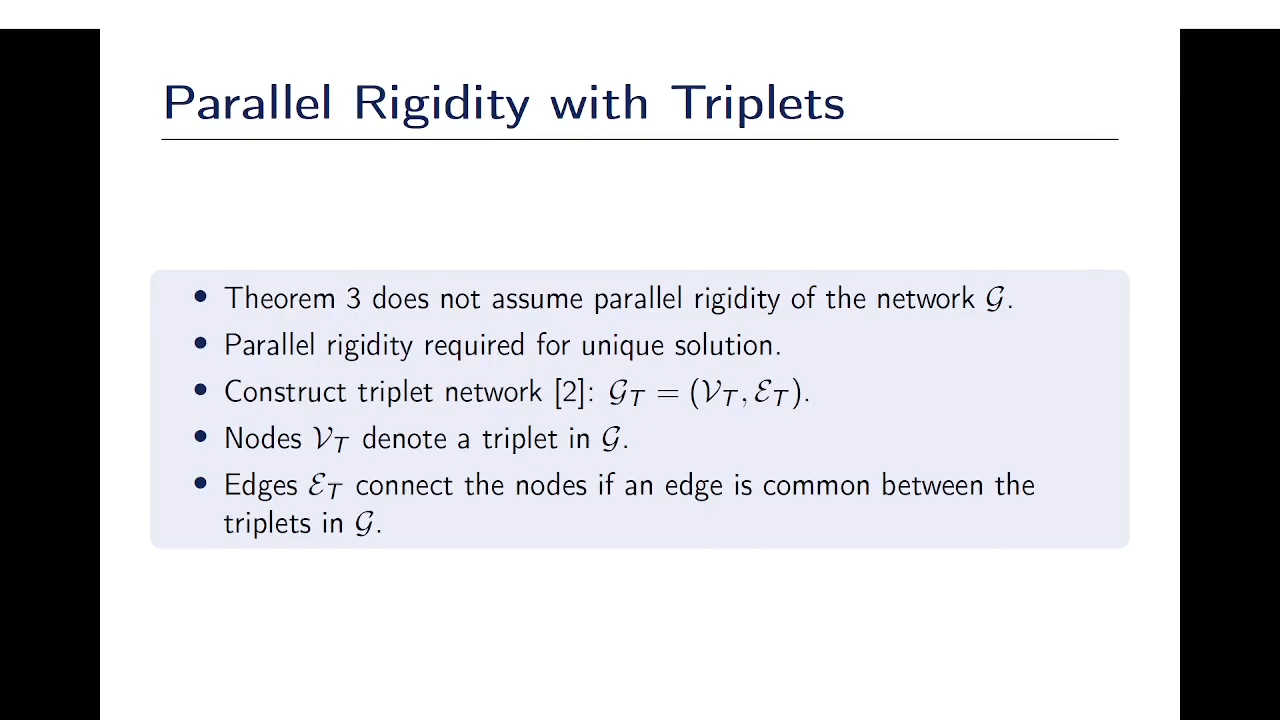 Parallel Rigidity with Triplets
• Theorem 3 does not assume parallel rigidity of the network 𝒢.
• Parallel rigidity required for unique solution.
• Construct triplet network [2]: 𝒢_T = (𝒱_T, ℰ_T).
• Nodes 𝒱_T denote a triplet in 𝒢.
• Edges ℰ_T connect the nodes if an edge is common between the
triplets in 𝒢.